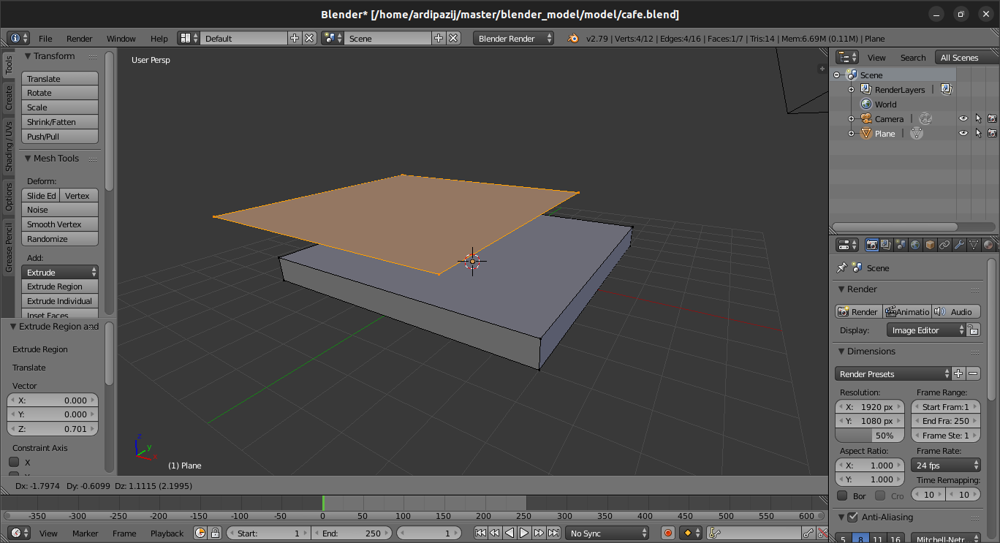 Blender* [/home/ardipazij/master/blender_model/model/cafe.blend]
File Render Window Help Default Scene Blender Render v2.79 | Verts:4/12 | Edges:4/16 | Faces:1/7 | Tris:14 | Mem:6.69M (0.11M) | Plane
Tools
Create
Shading / UVs
Options
Grease Pencil
Transform
Translate
Rotate
Scale
Shrink/Fatten
Push/Pull
Mesh Tools
Deform:
Slide Ed Vertex
Noise
Smooth Vertex
Randomize
Add:
Extrude
Extrude Region
Extrude Individual
Inset Faces
Extrude Region and
Extrude Region
Translate
Vector
X: 0.000
Y: 0.000
Z: 0.701
Constraint Axis
X
User Persp
z
y
x
(1) Plane
Dx: -1.7974 Dy: -0.6099 Dz: 1.1115 (2.1995)
-350 -300 -250 -200 -150 -100 -50 0 50 100 150 200 250 300 350 400 450 500 550 600
View Marker Frame Playback Start: 1 End: 250 1 No Sync
View Search All Scenes
Scene
RenderLayers |
World
Camera |
Plane |
Scene
Render
Render Animatio Audio
Display: Image Editor
Dimensions
Render Presets
Resolution: Frame Range:
X: 1920 px Start Fram:1
Y: 1080 px End Fra: 250
50% Frame Ste: 1
Aspect Ratio: Frame Rate:
X: 1.000 24 fps
Y: 1.000 Time Remapping:
Bor Cro 10 10
Anti-Aliasing
5 8 11 16 Mitchell-Netr...